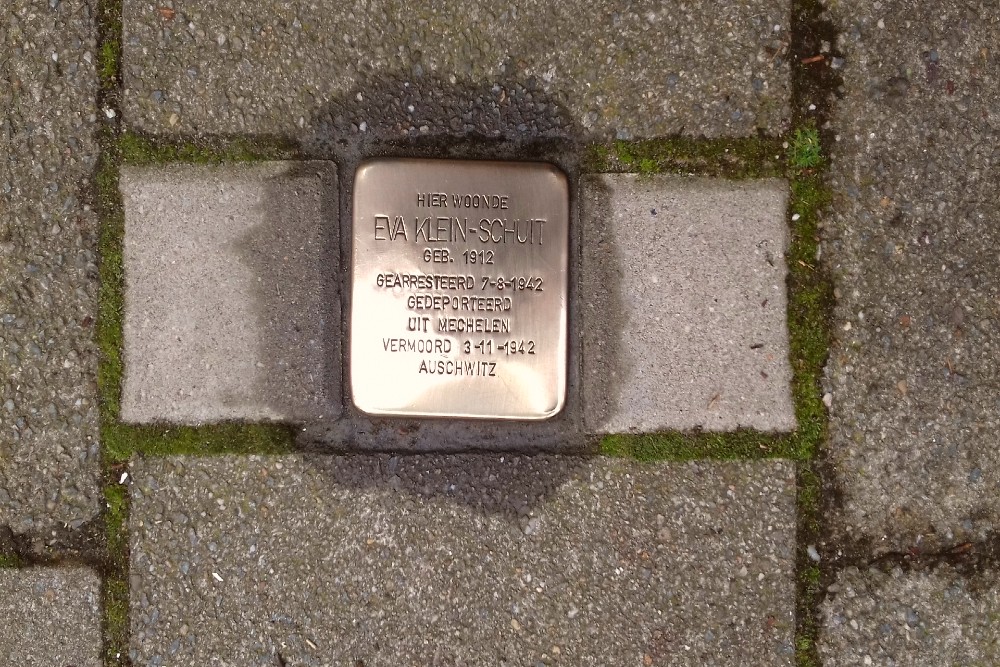 HIER WOONDE
EVA KLEIN-SCHUIT
GEB. 1912
GEARRESTEERD 7-8-1942
GEDEPORTEERD
UIT MECHELEN
VERMOORD 3-11-1942
AUSCHWITZ